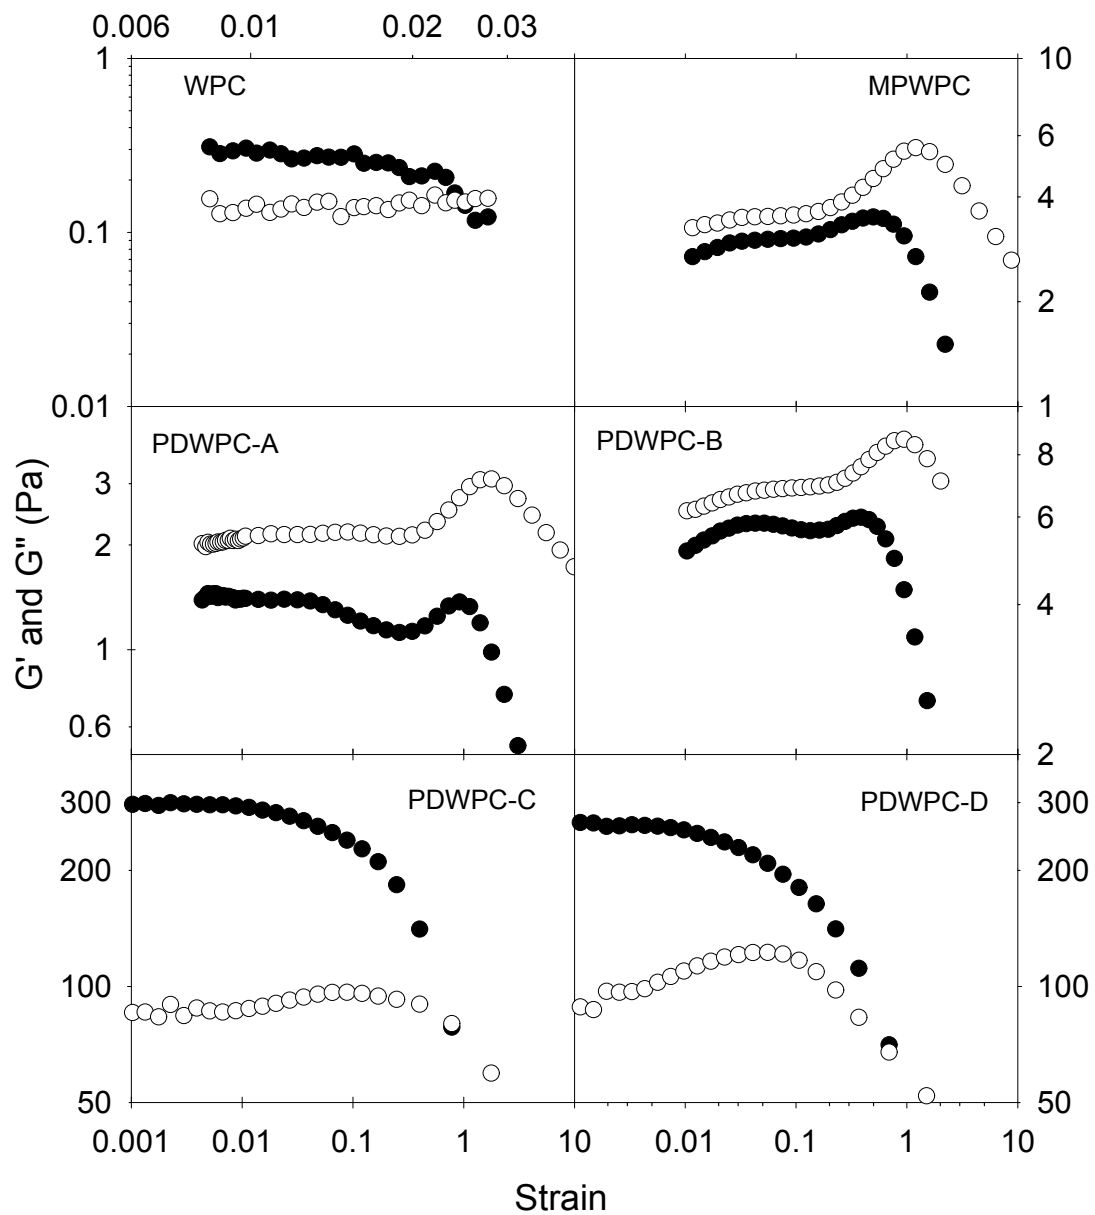 0.006 0.01 0.02 0.03
1 WPC MPWPC 10
6
4
0.1
2
0.01 1
PDWPC-A PDWPC-B
3 8
2 6
4
1
0.6
2
G' and G" (Pa)
300 PDWPC-C PDWPC-D 300
200 200
100 100
50 50
0.001 0.01 0.1 1 10 0.01 0.1 1 10
Strain